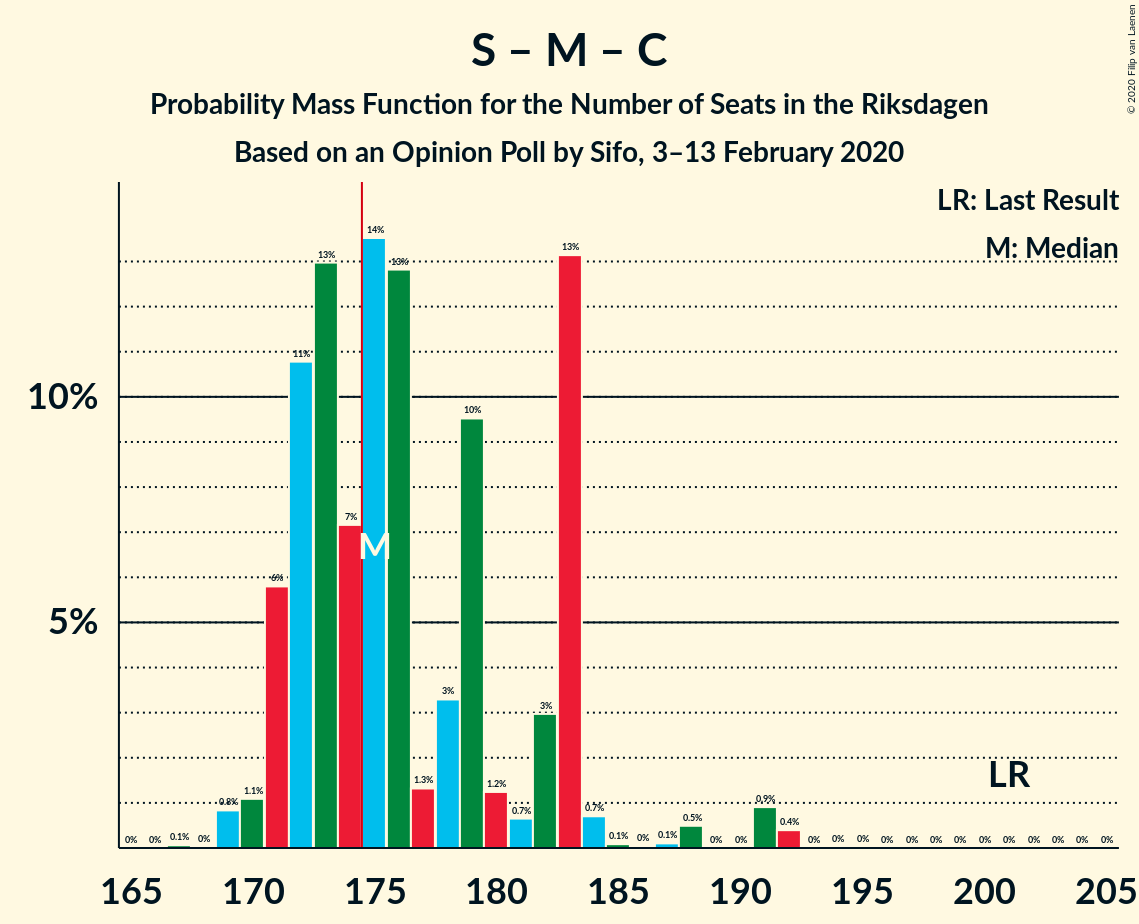 S – M – C
Probability Mass Function for the Number of Seats in the Riksdagen
Based on an Opinion Poll by Sifo, 3–13 February 2020
© 2020 Filip van Laenen
LR: Last Result
M: Median
10%
5%
0% 0% 0.1% 0% 0.8% 1.1% 6% 11% 13% 7% 14% 13% 1.3% 3% 10% 1.2% 0.7% 3% 13% 0.7% 0.1% 0% 0.1% 0.5% 0% 0% 0.9% 0.4% 0% 0% 0% 0% 0% 0% 0% 0% 0% 0% 0% 0% 0%
M
LR
165 170 175 180 185 190 195 200 205